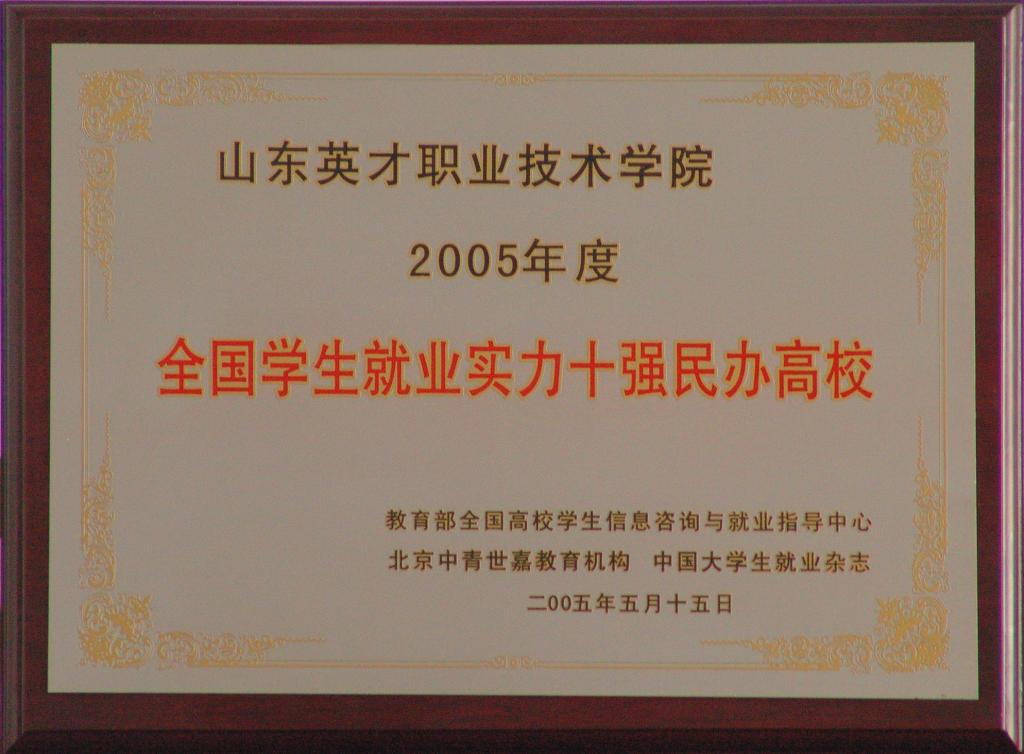 山东英才职业技术学院
2005年度
全国学生就业实力十强民办高校
教育部全国高校学生信息咨询与就业指导中心
北京中青世嘉教育机构 中国大学生就业杂志
二00五年五月十五日